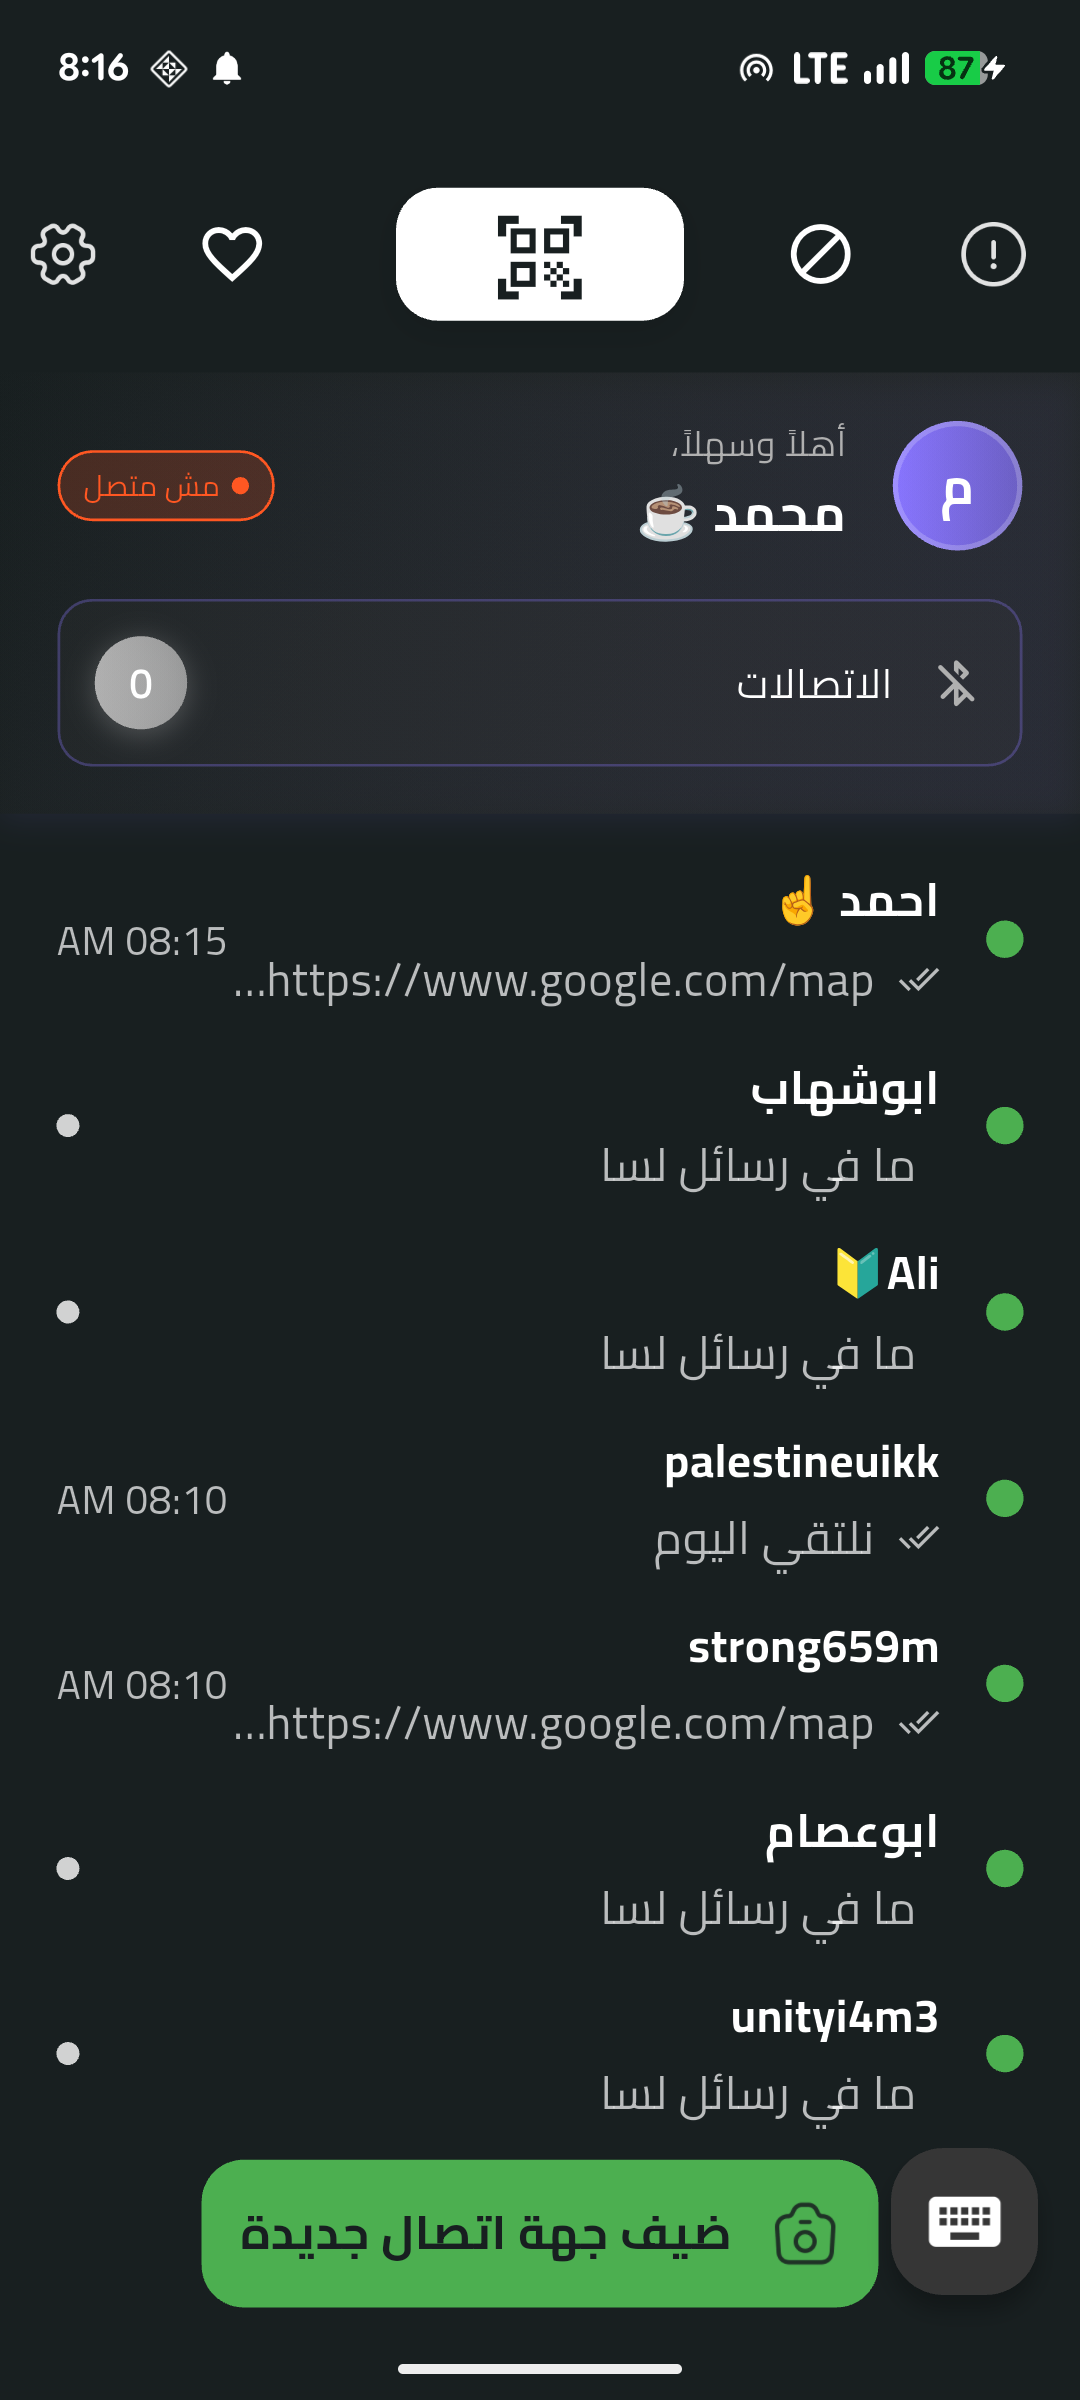 8:16
LTE
87
م
أهلاً وسهلاً،
محمد ☕
مش متصل
الاتصالات
0
احمد ☝
https://www.google.com/map...
08:15 AM
ابوشهاب
ما في رسائل لسا
Ali🔰
ما في رسائل لسا
palestineuikk
نلتقي اليوم
08:10 AM
strong659m
https://www.google.com/map...
08:10 AM
ابوعصام
ما في رسائل لسا
unityi4m3
ما في رسائل لسا
ضيف جهة اتصال جديدة